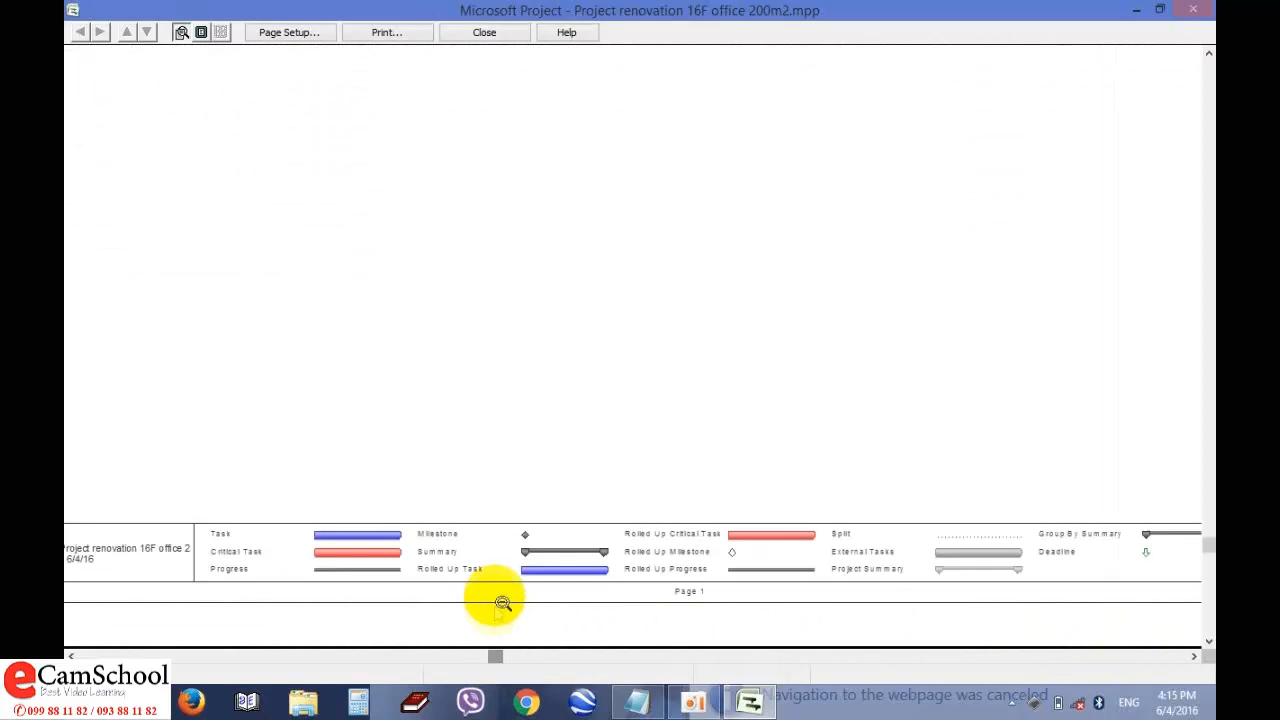 Microsoft Project - Project renovation 16F office 200m2.mpp
Page Setup... Print... Close Help
Task Milestone Rolled Up Critical Task Split Group By Summary
Project renovation 16F office 2
Critical Task Summary Rolled Up Milestone External Tasks Deadline
6/4/16
Progress Rolled Up Task Rolled Up Progress Project Summary
Page 1
eCamSchool
Best Video Learning
099 88 11 82 / 093 88 11 82
Navigation to the webpage was canceled
ENG
4:15 PM
6/4/2016